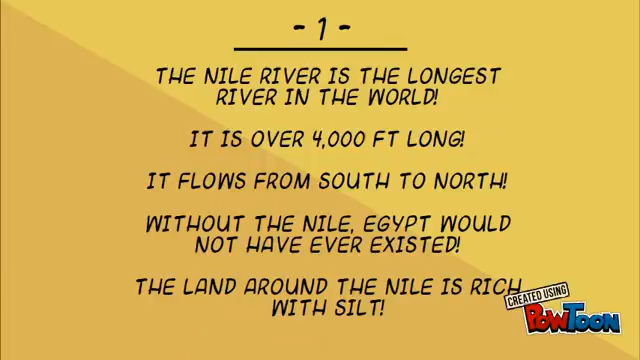 - 1 -
THE NILE RIVER IS THE LONGEST
RIVER IN THE WORLD!
IT IS OVER 4,000 FT LONG!
IT FLOWS FROM SOUTH TO NORTH!
WITHOUT THE NILE, EGYPT WOULD
NOT HAVE EVER EXISTED!
THE LAND AROUND THE NILE IS RICH
WITH SILT!
CREATED USING
POWTOON